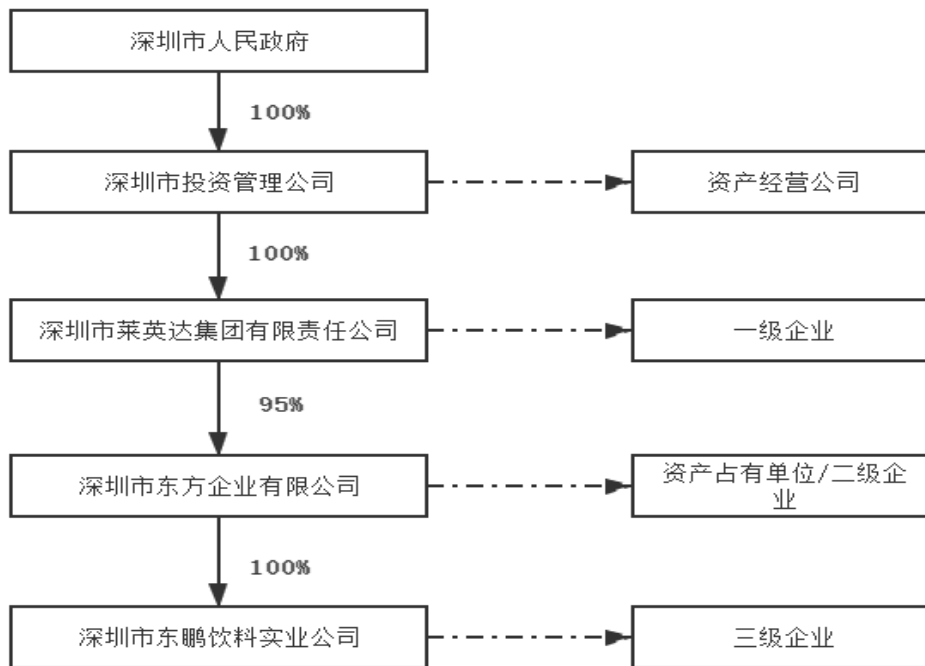 深圳市人民政府
100%
深圳市投资管理公司
资产经营公司
100%
深圳市莱英达集团有限责任公司
一级企业
95%
深圳市东方企业有限公司
资产占有单位/二级企
业
100%
深圳市东鹏饮料实业公司
三级企业